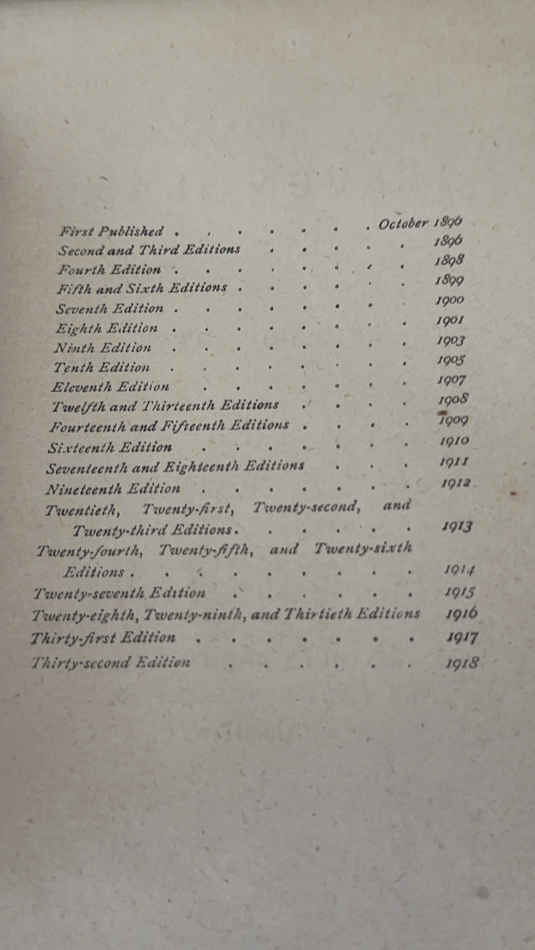 First Published . . . . . . . October 1896
Second and Third Editions . . . . . 1896
Fourth Edition . . . . . . . . 1898
Fifth and Sixth Editions . . . . . . 1899
Seventh Edition . . . . . . . . 1900
Eighth Edition . . . . . . . . 1901
Ninth Edition . . . . . . . . 1903
Tenth Edition . . . . . . . . 1905
Eleventh Edition . . . . . . . 1907
Twelfth and Thirteenth Editions . . . . 1908
Fourteenth and Fifteenth Editions . . . . 1909
Sixteenth Edition . . . . . . . 1910
Seventeenth and Eighteenth Editions . . . 1911
Nineteenth Edition . . . . . . . 1912
Twentieth, Twenty-first, Twenty-second, and
Twenty-third Editions . . . . . . 1913
Twenty-fourth, Twenty-fifth, and Twenty-sixth
Editions . . . . . . . . . 1914
Twenty-seventh Edition . . . . . . 1915
Twenty-eighth, Twenty-ninth, and Thirtieth Editions 1916
Thirty-first Edition . . . . . . . 1917
Thirty-second Edition . . . . . . 1918